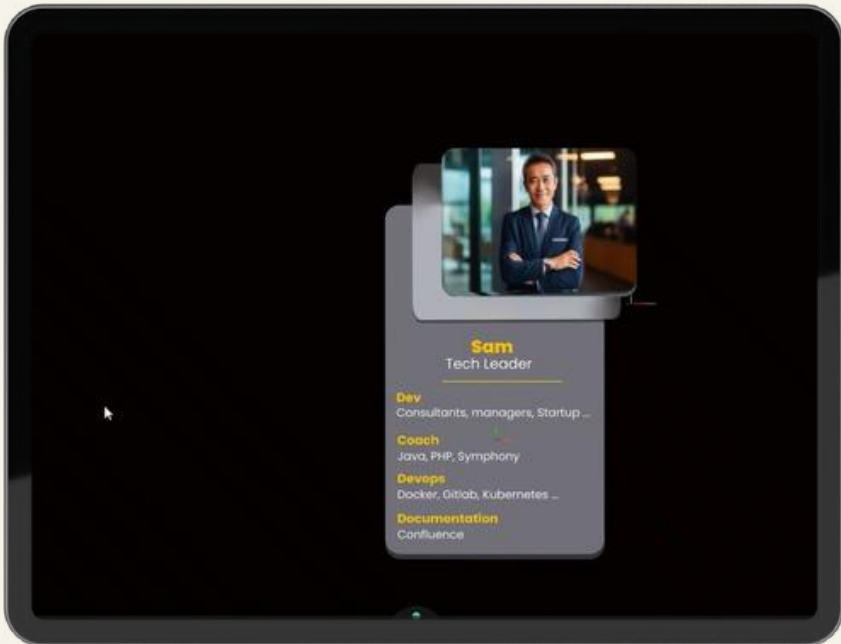 Sam
Tech Leader
Dev
Consultants, managers, Startup ...
Coach
Java, PHP, Symphony
Devops
Docker, Gitlab, Kubernetes ...
Documentation
Confluence